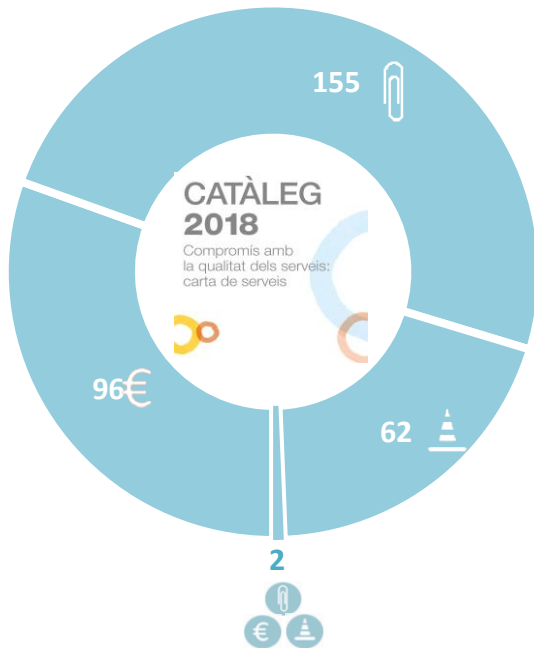 155
CATÀLEG
2018
Compromís amb
la qualitat dels serveis:
carta de serveis
96€
62
2
€